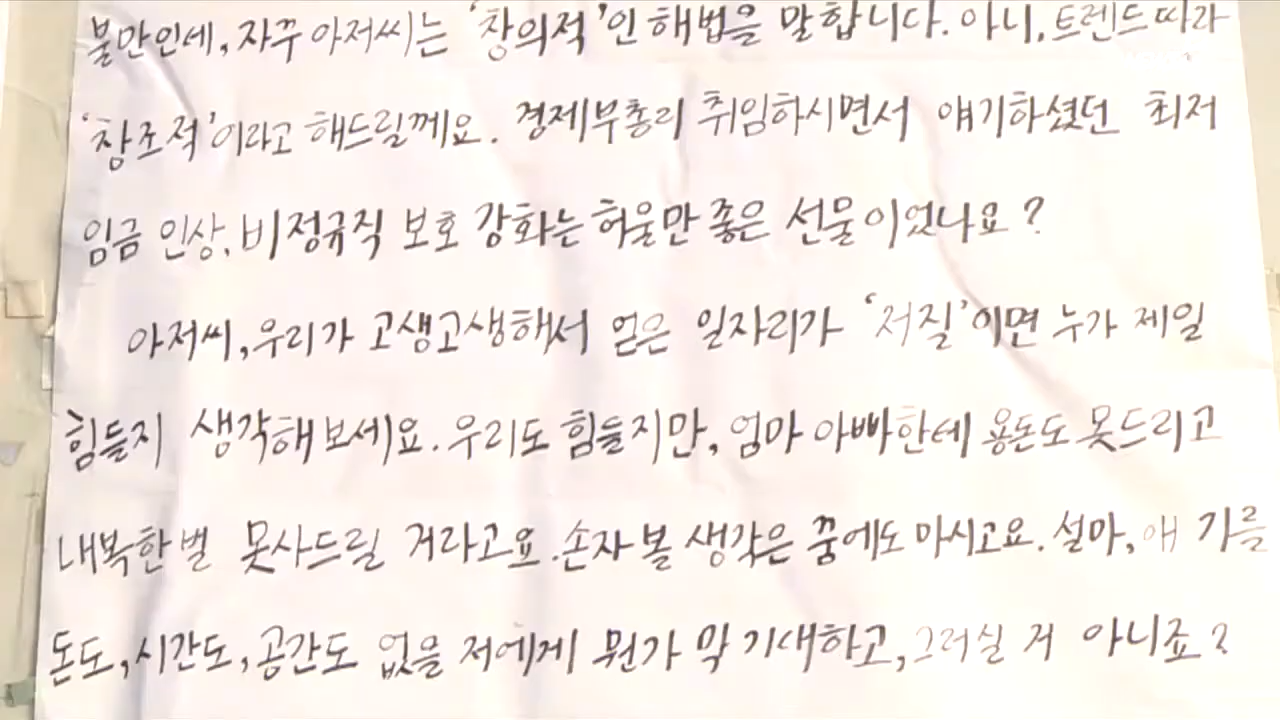 불만인데, 자꾸 아저씨는 '창의적'인 해법을 말합니다. 아니, 트렌드 따라
'창조적'이라고 해드릴께요. 경제부총리 취임하시면서 얘기하셨던 최저
임금 인상, 비정규직 보호 강화는 허울만 좋은 선물이었나요?
아저씨, 우리가 고생고생해서 얻은 일자리가 '저질'이면 누가 제일
힘들지 생각해보세요. 우리도 힘들지만, 엄마 아빠한테 용돈도 못드리고
내복한벌 못사드릴 거라고요. 손자 볼 생각은 꿈에도 마시고요. 설마, 애 기를
돈도, 시간도, 공간도 없을 저에게 뭔가 막 기대하고, 그러실 거 아니죠?